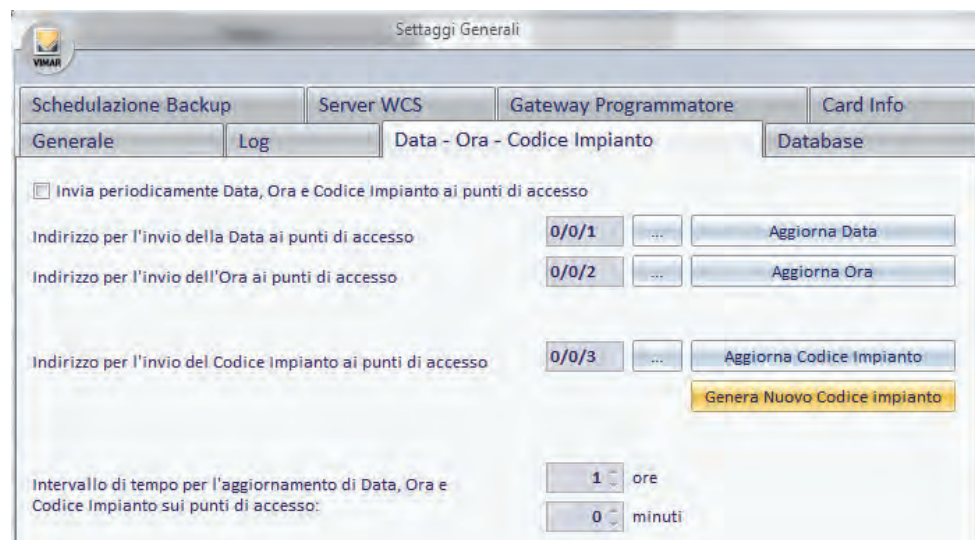 Settaggi Generali
VIMAR
Schedulazione Backup Server WCS Gateway Programmatore Card Info
Generale Log Data - Ora - Codice Impianto Database
Invia periodicamente Data, Ora e Codice Impianto ai punti di accesso
Indirizzo per l'invio della Data ai punti di accesso 0/0/1 ... Aggiorna Data
Indirizzo per l'invio dell'Ora ai punti di accesso 0/0/2 ... Aggiorna Ora
Indirizzo per l'invio del Codice Impianto ai punti di accesso 0/0/3 ... Aggiorna Codice Impianto
Genera Nuovo Codice impianto
Intervallo di tempo per l'aggiornamento di Data, Ora e
Codice Impianto sui punti di accesso:
1 ore
0 minuti